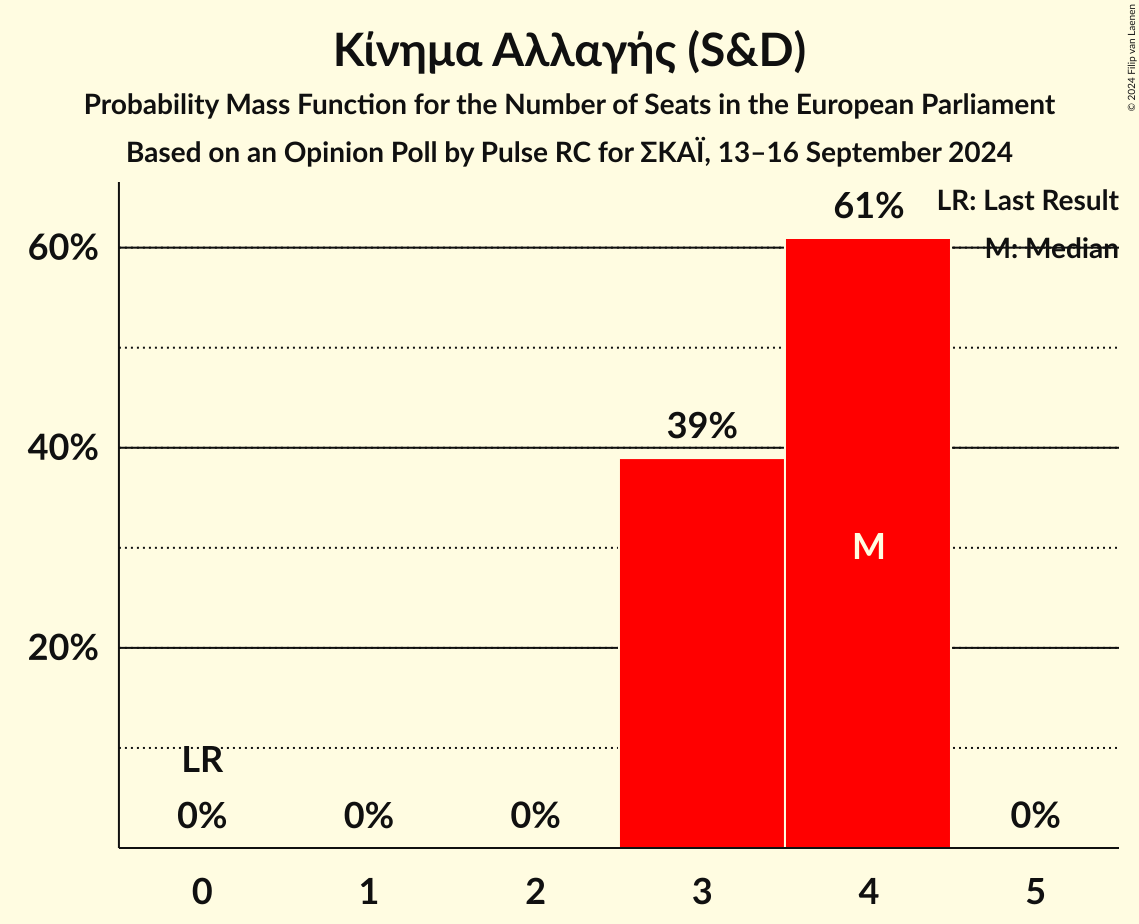 Κίνημα Αλλαγής (S&D)
Probability Mass Function for the Number of Seats in the European Parliament
Based on an Opinion Poll by Pulse RC for ΣΚΑΪ, 13–16 September 2024
© 2024 Filip van Laenen
LR: Last Result
M: Median
61%
60%
39%
40%
M
20%
LR
0%
0%
0%
0%
0
1
2
3
4
5